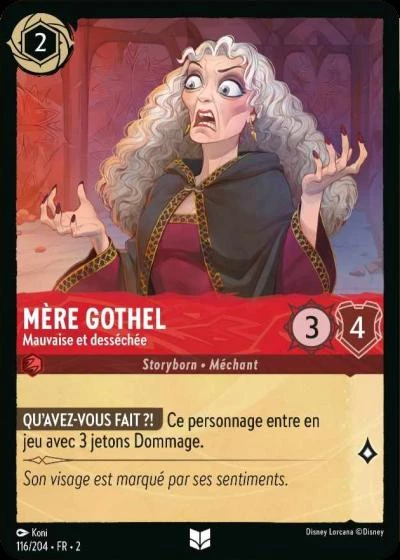 2
MÈRE GOTHEL
Mauvaise et desséchée
3
4
Storyborn • Méchant
QU'AVEZ-VOUS FAIT ?! Ce personnage entre en
jeu avec 3 jetons Dommage.
Son visage est marqué par ses sentiments.
Koni
116/204 • FR • 2
Disney Lorcana ©Disney